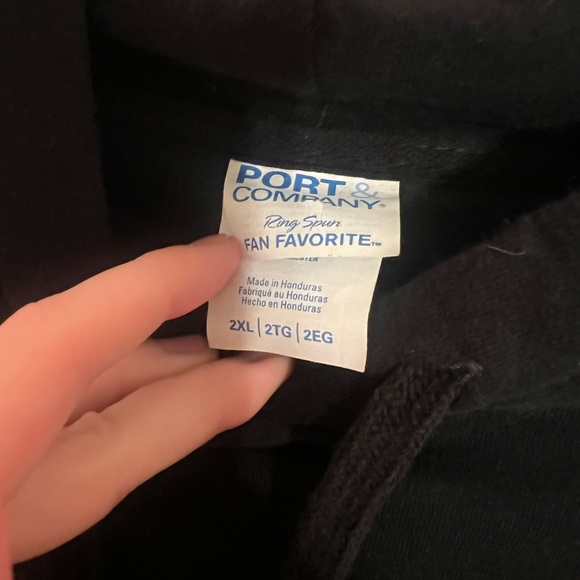 PORT &
COMPANY®
Ring Spun
FAN FAVORITE™
Made in Honduras
Fabriqué au Honduras
Hecho en Honduras
2XL | 2TG | 2EG